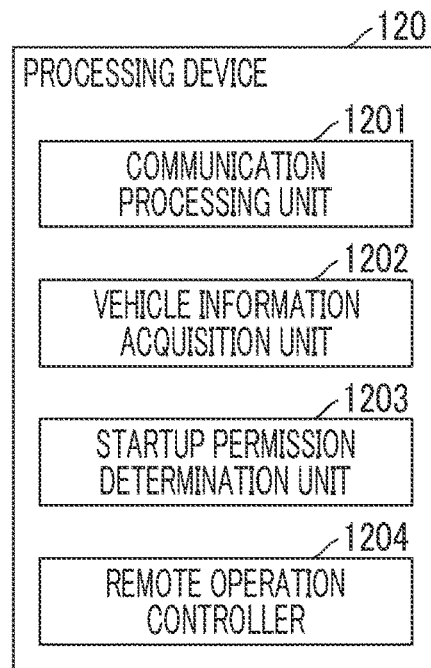 120
PROCESSING DEVICE
1201
COMMUNICATION
PROCESSING UNIT
1202
VEHICLE INFORMATION
ACQUISITION UNIT
1203
STARTUP PERMISSION
DETERMINATION UNIT
1204
REMOTE OPERATION
CONTROLLER